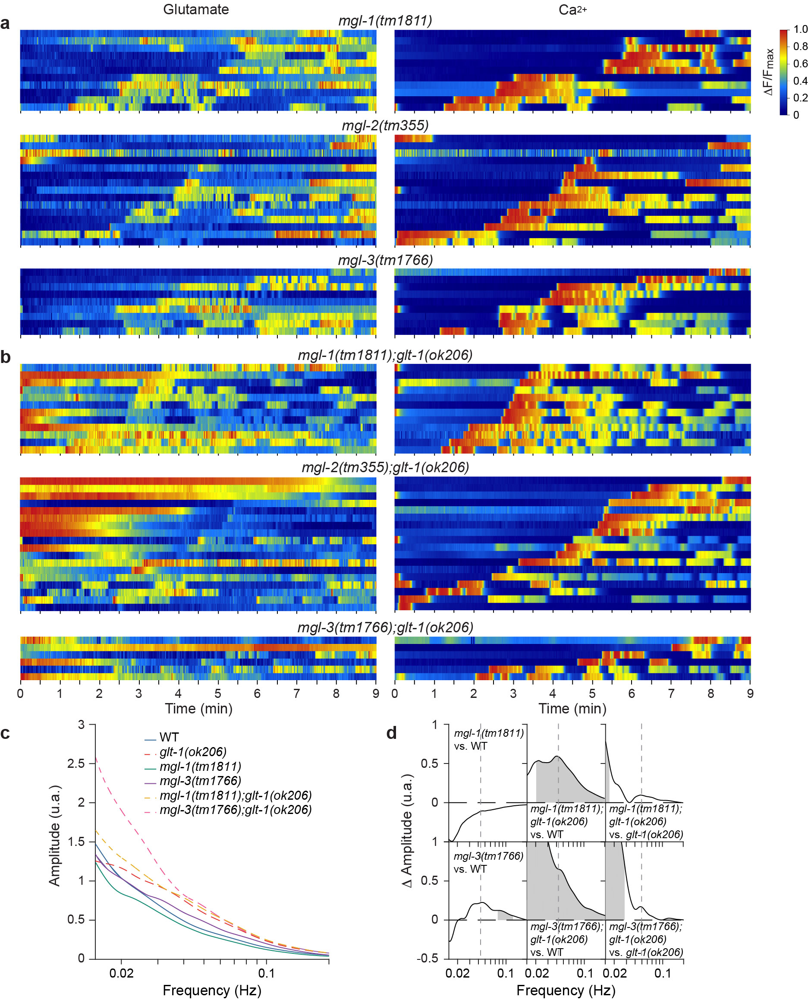 Glutamate
Ca2+
a
mgl-1(tm1811)
1.0
0.8
0.6
0.4
0.2
0
ΔF/Fmax
mgl-2(tm355)
mgl-3(tm1766)
b
mgl-1(tm1811);glt-1(ok206)
mgl-2(tm355);glt-1(ok206)
mgl-3(tm1766);glt-1(ok206)
0 1 2 3 4 5 6 7 8 9
0 1 2 3 4 5 6 7 8 9
Time (min)
Time (min)
c
3
2.5
2
1.5
1
0.5
0
Amplitude (u.a.)
WT
glt-1(ok206)
mgl-1(tm1811)
mgl-3(tm1766)
mgl-1(tm1811);glt-1(ok206)
mgl-3(tm1766);glt-1(ok206)
0.02 0.1
Frequency (Hz)
d
1
0.5
0
1
0.5
0
-0.5
Δ Amplitude (u.a.)
mgl-1(tm1811)
vs. WT
mgl-1(tm1811);
glt-1(ok206)
vs. WT
mgl-1(tm1811);
glt-1(ok206)
vs. glt-1(ok206)
mgl-3(tm1766)
vs. WT
mgl-3(tm1766);
glt-1(ok206)
vs. WT
mgl-3(tm1766);
glt-1(ok206)
vs. glt-1(ok206)
0.02 0.1 0.02 0.1 0.02 0.1
Frequency (Hz)